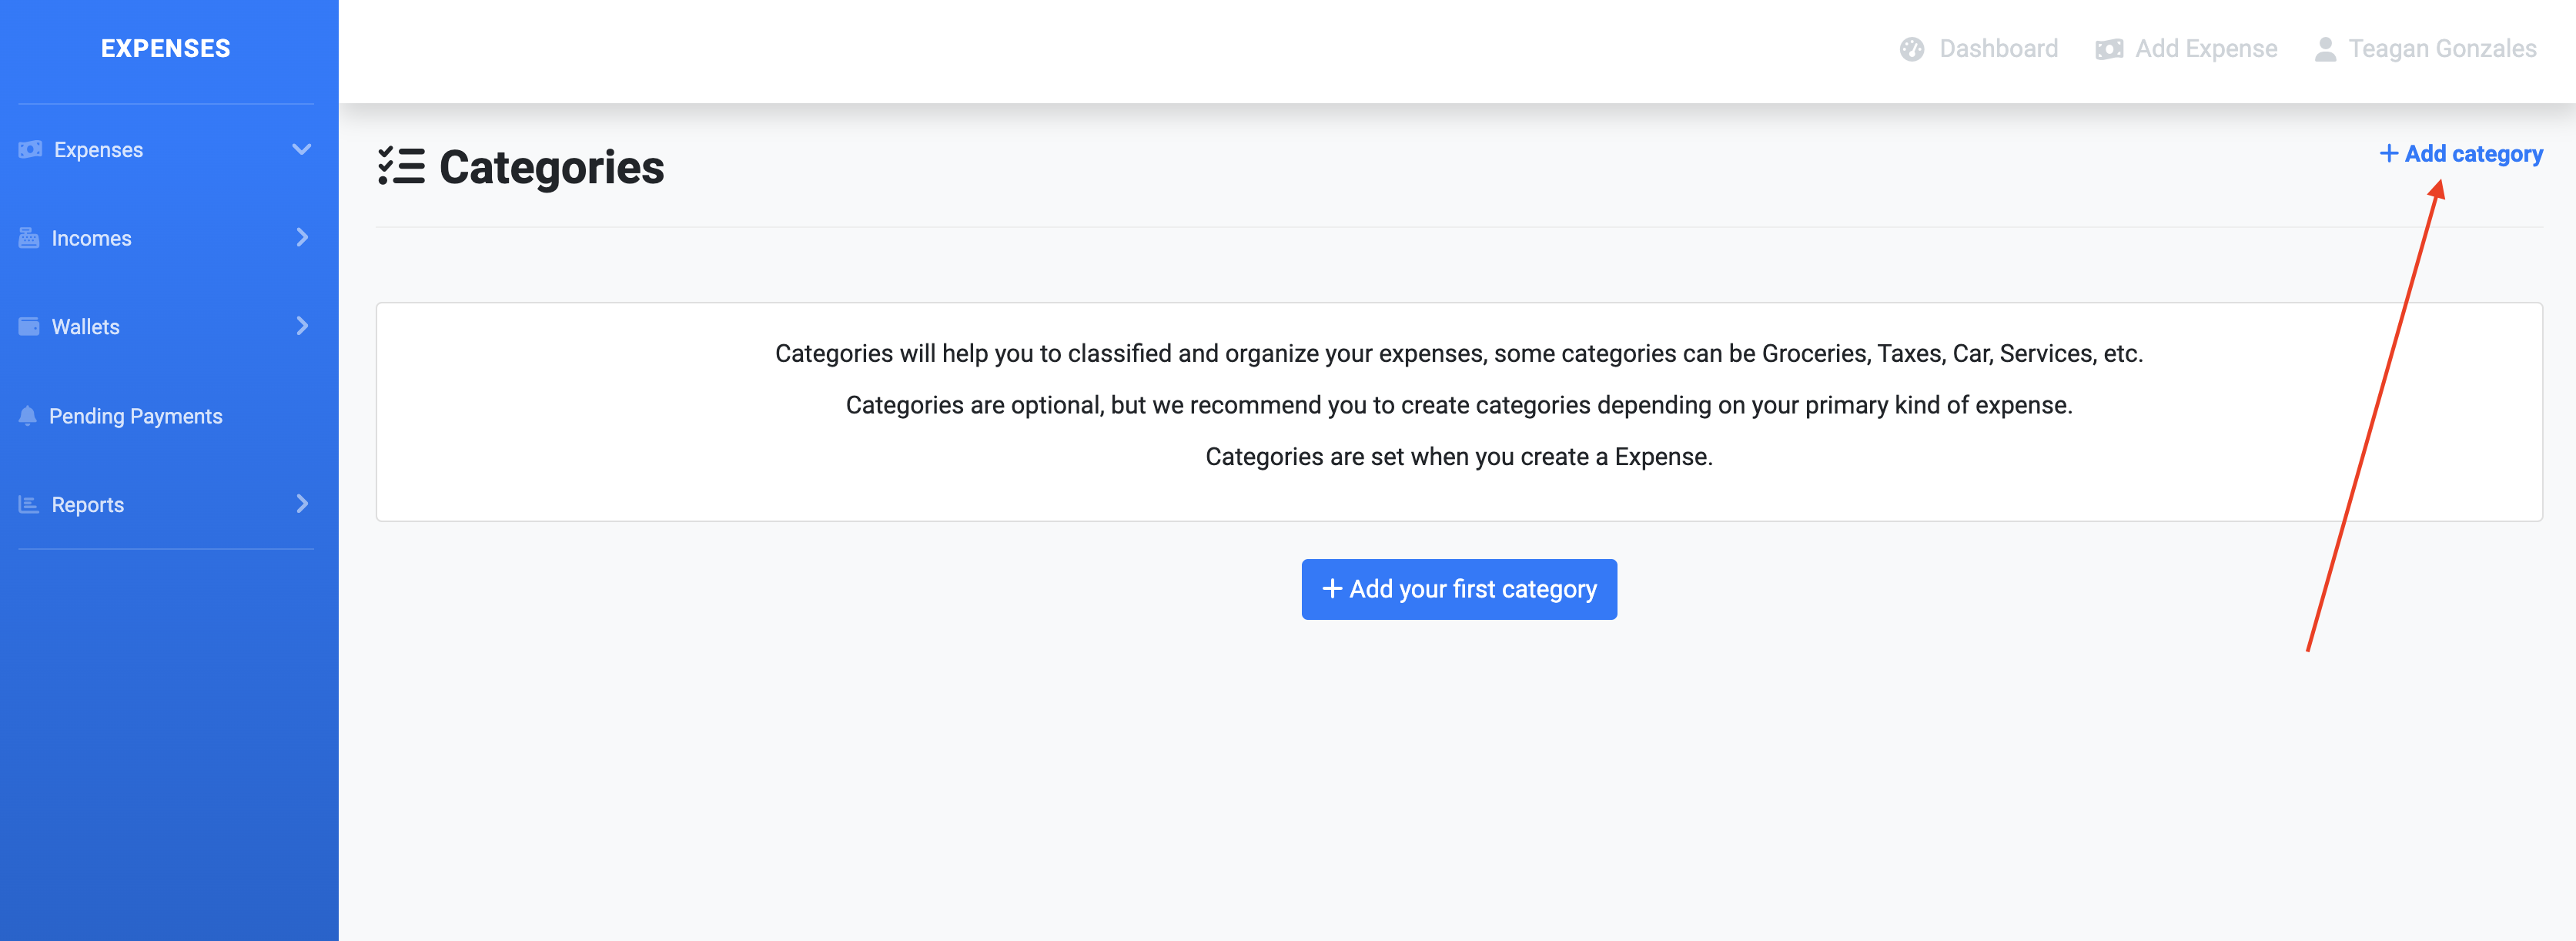 EXPENSES
Dashboard
Add Expense
Teagan Gonzales
Expenses
Incomes
Wallets
Pending Payments
Reports
Categories
+ Add category
Categories will help you to classified and organize your expenses, some categories can be Groceries, Taxes, Car, Services, etc.
Categories are optional, but we recommend you to create categories depending on your primary kind of expense.
Categories are set when you create a Expense.
+ Add your first category